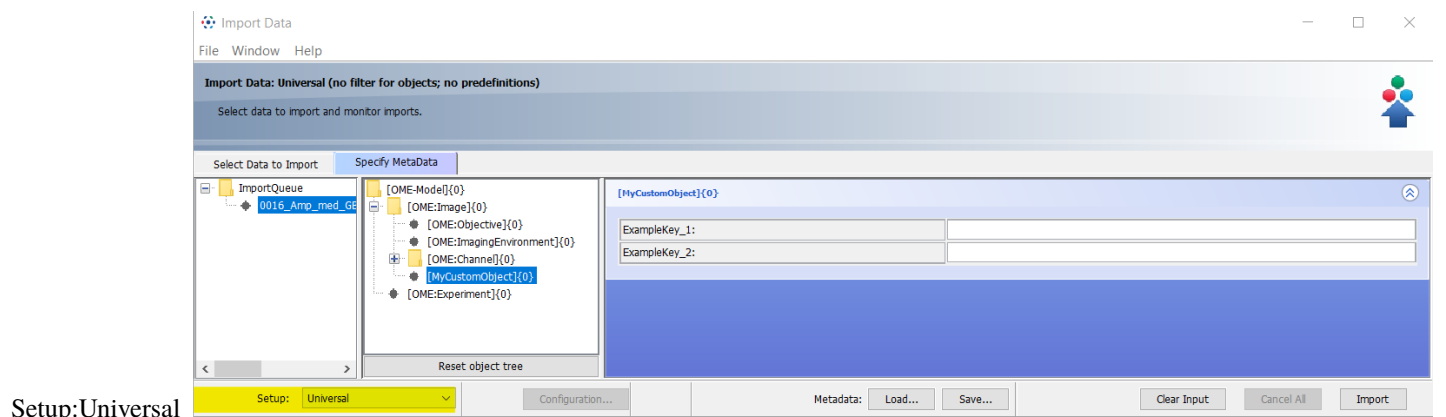 Import Data
File Window Help
Import Data: Universal (no filter for objects; no predefinitions)
Select data to import and monitor imports.
Select Data to Import Specify MetaData
ImportQueue
0016_Amp_med_GE
[OME-Model]{0}
[OME:Image]{0}
[OME:Objective]{0}
[OME:ImagingEnvironment]{0}
[OME:Channel]{0}
[MyCustomObject]{0}
[OME:Experiment]{0}
Reset object tree
[MyCustomObject]{0}
ExampleKey_1:
ExampleKey_2:
Setup: Universal Configuration... Metadata: Load... Save... Clear Input Cancel All Import
Setup:Universal